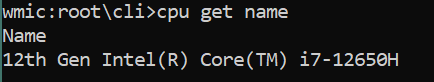 wmic:root\cli>cpu get name
Name
12th Gen Intel(R) Core(TM) i7-12650H